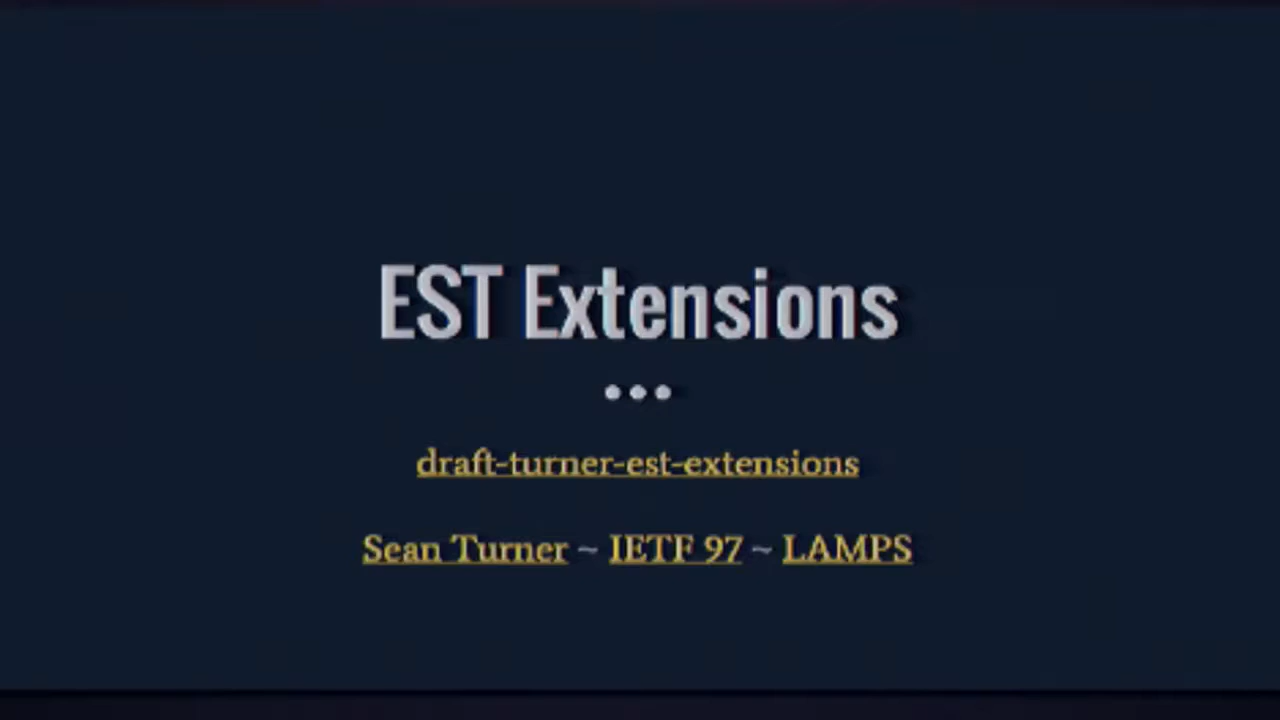 EST Extensions
draft-turner-est-extensions
Sean Turner ~ IETF 97 ~ LAMPS